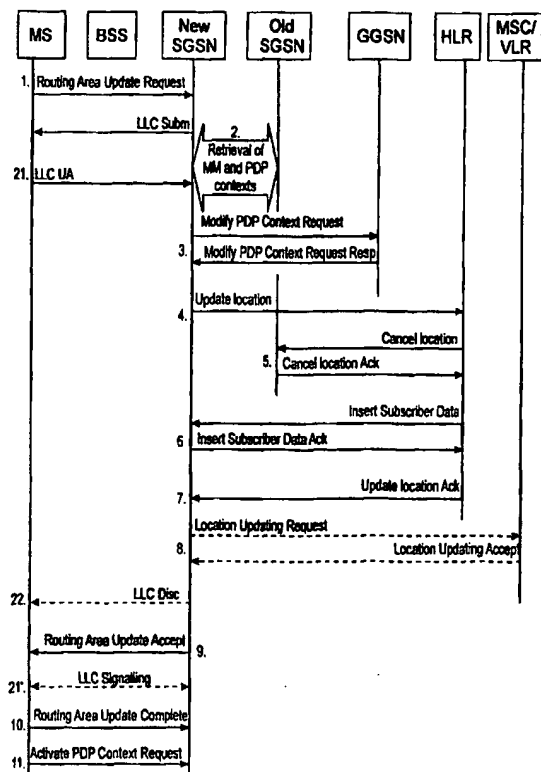 MS
BSS
New
SGSN
Old
SGSN
GGSN
HLR
MSC/
VLR
1. Routing Area Update Request
LLC Subm
2.
Retrieval of
MM and PDP
contexts
21. LLC UA
Modify PDP Context Request
3. Modify PDP Context Request Resp
4. Update location
Cancel location
5. Cancel location Ack
Insert Subscriber Data
6 Insert Subscriber Data Ack
7. Update location Ack
Location Updating Request
8. Location Updating Accept
22. LLC Disc
Routing Area Update Accept 9.
21'. LLC Signalling
10. Routing Area Update Complete
11. Activate PDP Context Request